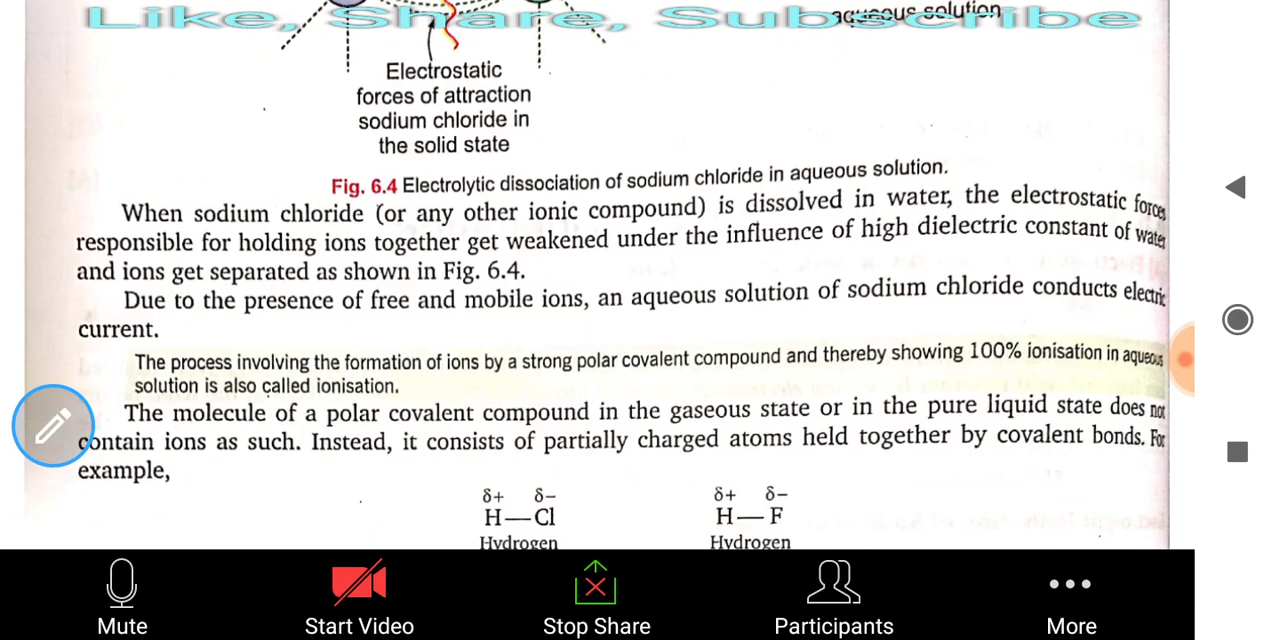 Like, Share, Subscribe
aqueous solution
Electrostatic
forces of attraction
sodium chloride in
the solid state
Fig. 6.4 Electrolytic dissociation of sodium chloride in aqueous solution.
When sodium chloride (or any other ionic compound) is dissolved in water, the electrostatic forces
responsible for holding ions together get weakened under the influence of high dielectric constant of water
and ions get separated as shown in Fig. 6.4.
Due to the presence of free and mobile ions, an aqueous solution of sodium chloride conducts electric
current.
The process involving the formation of ions by a strong polar covalent compound and thereby showing 100% ionisation in aqueous
solution is also called ionisation.
The molecule of a polar covalent compound in the gaseous state or in the pure liquid state does not
contain ions as such. Instead, it consists of partially charged atoms held together by covalent bonds. For
example,
δ+ δ− δ+ δ−
H—Cl H—F
Hydrogen Hydrogen
Mute Start Video Stop Share Participants More